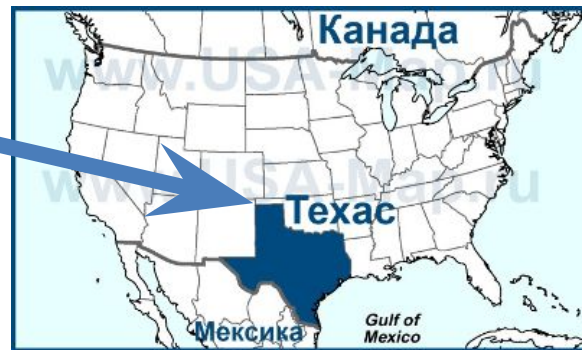 Канада
www.USA-Map.ru
www.USA-Map.ru
Техас
Мексика
Gulf of
Mexico